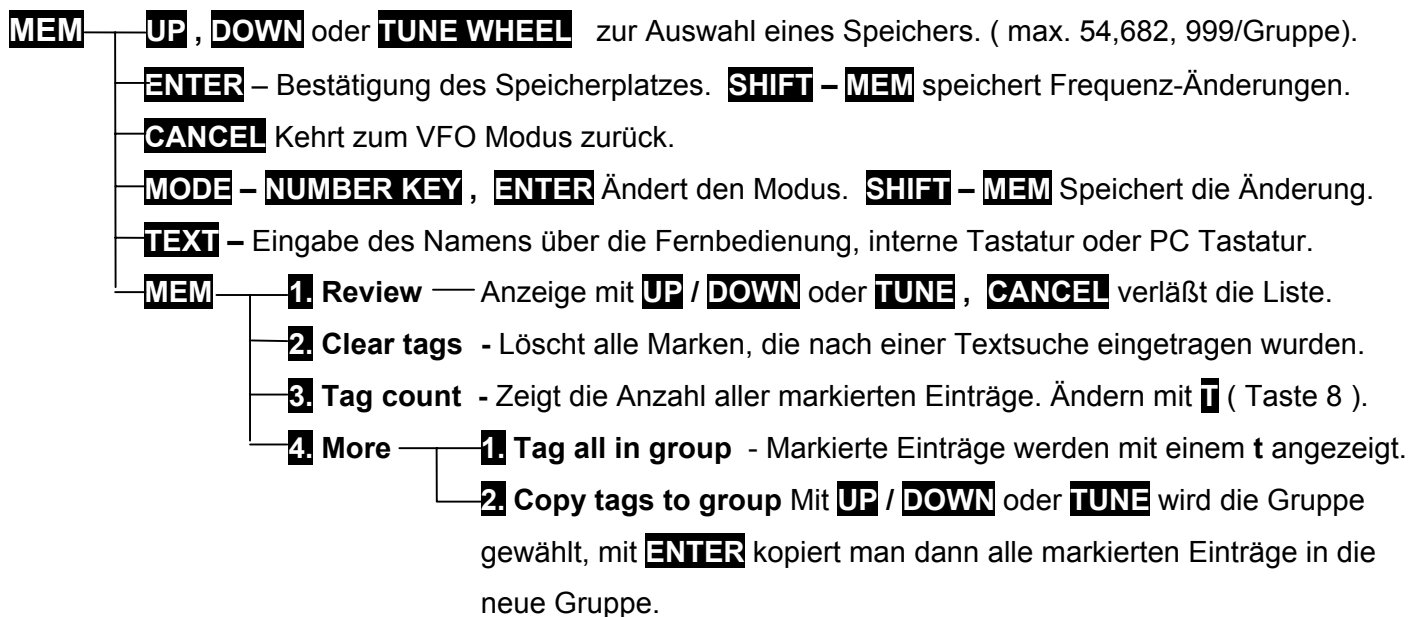 MEM UP , DOWN oder TUNE WHEEL zur Auswahl eines Speichers. ( max. 54,682, 999/Gruppe).
ENTER – Bestätigung des Speicherplatzes. SHIFT – MEM speichert Frequenz-Änderungen.
CANCEL Kehrt zum VFO Modus zurück.
MODE – NUMBER KEY , ENTER Ändert den Modus. SHIFT – MEM Speichert die Änderung.
TEXT – Eingabe des Namens über die Fernbedienung, interne Tastatur oder PC Tastatur.
MEM 1. Review Anzeige mit UP / DOWN oder TUNE , CANCEL verläßt die Liste.
2. Clear tags - Löscht alle Marken, die nach einer Textsuche eingetragen wurden.
3. Tag count - Zeigt die Anzahl aller markierten Einträge. Ändern mit T ( Taste 8 ).
4. More 1. Tag all in group - Markierte Einträge werden mit einem t angezeigt.
2. Copy tags to group Mit UP / DOWN oder TUNE wird die Gruppe
gewählt, mit ENTER kopiert man dann alle markierten Einträge in die
neue Gruppe.